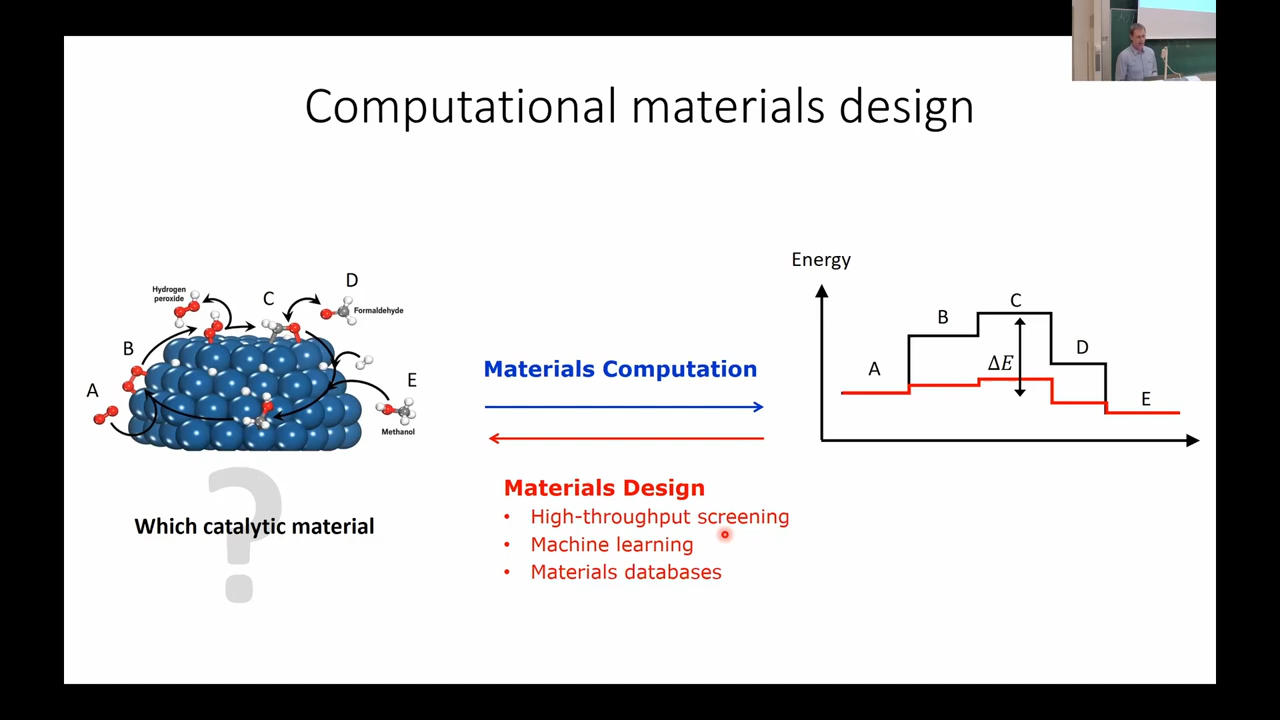 Computational materials design
Hydrogen
peroxide
C
D
Formaldehyde
B
A
E
Methanol
?
Which catalytic material
Materials Computation
Materials Design
• High-throughput screening
• Machine learning
• Materials databases
Energy
A
B
C
ΔE
D
E